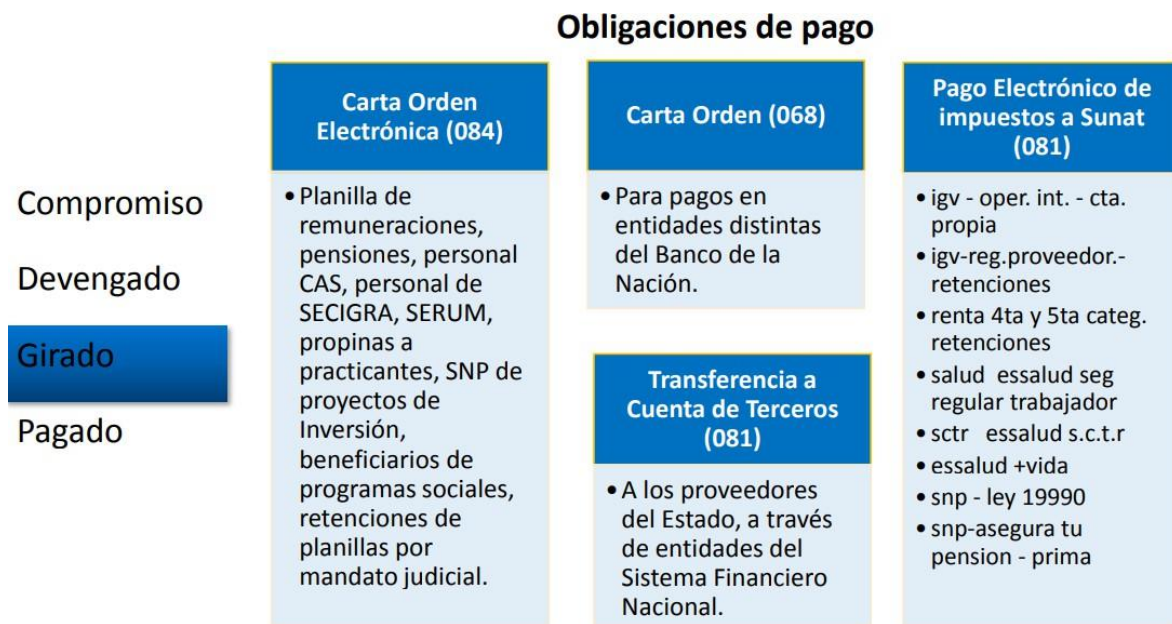 Obligaciones de pago
Compromiso
Devengado
Girado
Pagado
Carta Orden
Electrónica (084)
• Planilla de
remuneraciones,
pensiones, personal
CAS, personal de
SECIGRA, SERUM,
propinas a
practicantes, SNP de
proyectos de
Inversión,
beneficiarios de
programas sociales,
retenciones de
planillas por
mandato judicial.
Carta Orden (068)
• Para pagos en
entidades distintas
del Banco de la
Nación.
Transferencia a
Cuenta de Terceros
(081)
• A los proveedores
del Estado, a través
de entidades del
Sistema Financiero
Nacional.
Pago Electrónico de
impuestos a Sunat
(081)
• igv - oper. int. - cta.
propia
• igv-reg.proveedor.-
retenciones
• renta 4ta y 5ta categ.
retenciones
• salud essalud seg
regular trabajador
• sctr essalud s.c.t.r
• essalud +vida
• snp - ley 19990
• snp-asegura tu
pension - prima